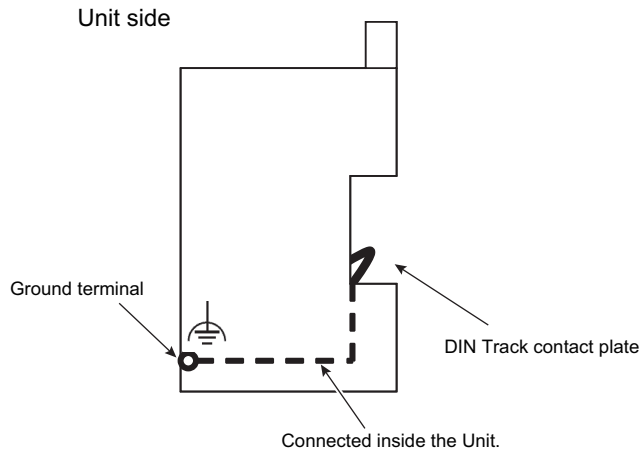 Unit side
Ground terminal
DIN Track contact plate
Connected inside the Unit.